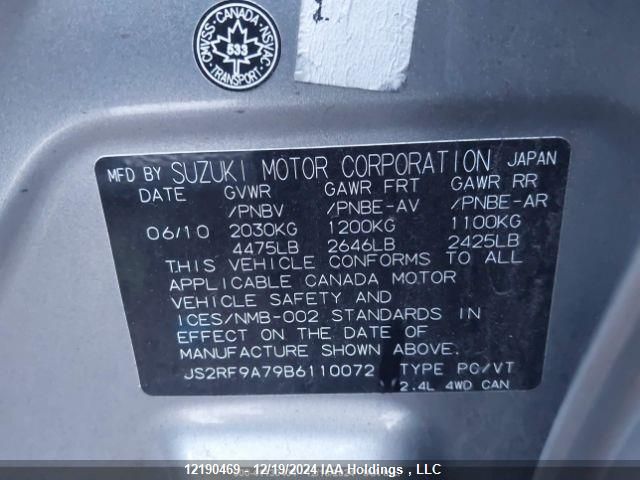 CMVSS · CANADA · NSVAC
533
· TRANSPORT ·
MFD BY SUZUKI MOTOR CORPORATION JAPAN
DATE GVWR GAWR FRT GAWR RR
/PNBV /PNBE-AV /PNBE-AR
06/10 2030KG 1200KG 1100KG
4475LB 2646LB 2425LB
THIS VEHICLE CONFORMS TO ALL
APPLICABLE CANADA MOTOR
VEHICLE SAFETY AND
ICES/NMB-002 STANDARDS IN
EFFECT ON THE DATE OF
MANUFACTURE SHOWN ABOVE.
JS2RF9A79B6110072 TYPE PC/VT
2.4L 4WD CAN
12190469 - 12/19/2024 IAA Holdings , LLC